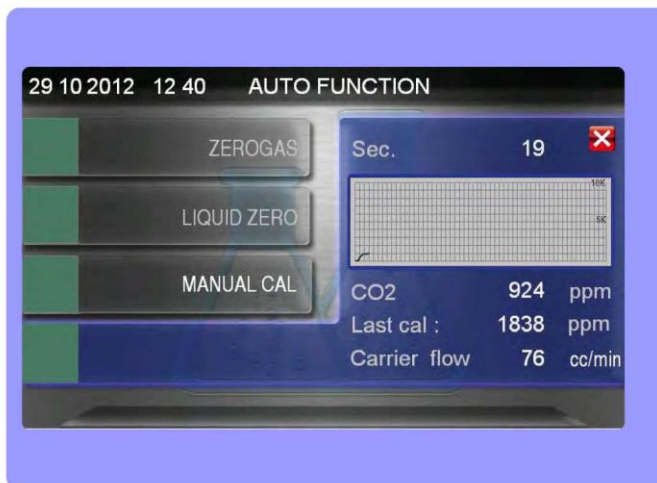 29 10 2012 12 40 AUTO FUNCTION
ZEROGAS
LIQUID ZERO
MANUAL CAL
Sec. 19
10K
5K
CO2 924 ppm
Last cal : 1838 ppm
Carrier flow 76 cc/min